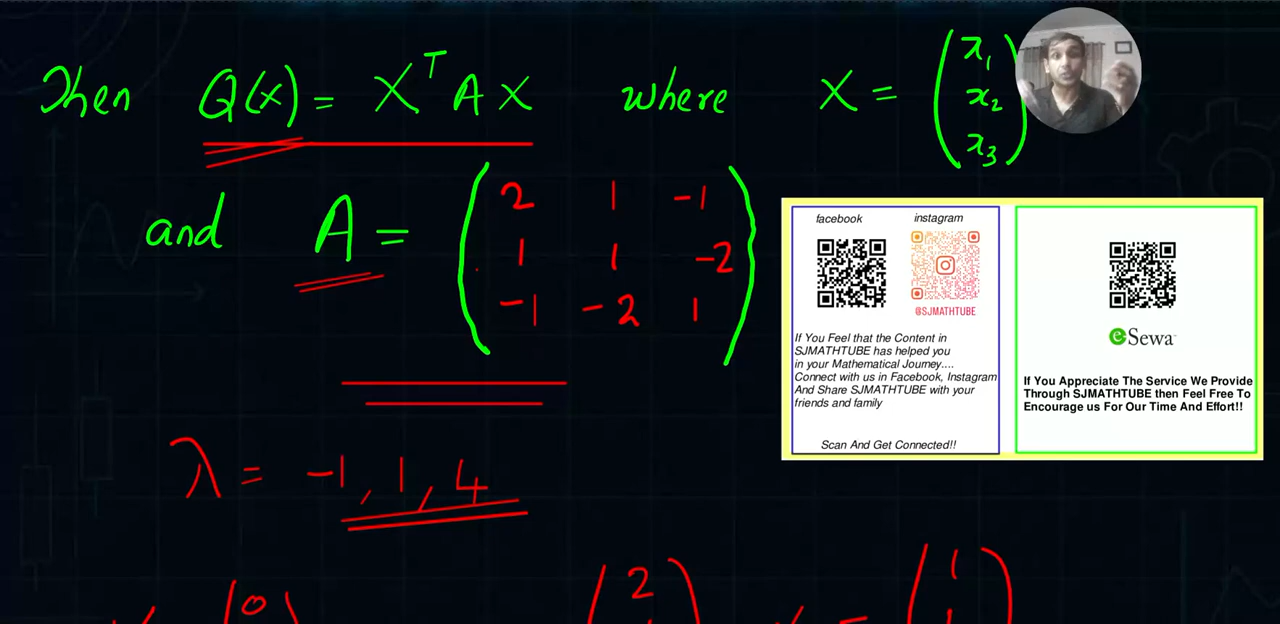 Then Q(x) = X^T A X where X = (x1
x2
x3)
and A = (2 1 -1
1 1 -2
-1 -2 1)
λ = -1, 1, 4
(0)
(2)
= (1
facebook
instagram
@SJMATHTUBE
If You Feel that the Content in
SJMATHTUBE has helped you
in your Mathematical Journey....
Connect with us in Facebook, Instagram
And Share SJMATHTUBE with your
friends and family
Scan And Get Connected!!
eSewa
If You Appreciate The Service We Provide
Through SJMATHTUBE then Feel Free To
Encourage us For Our Time And Effort!!